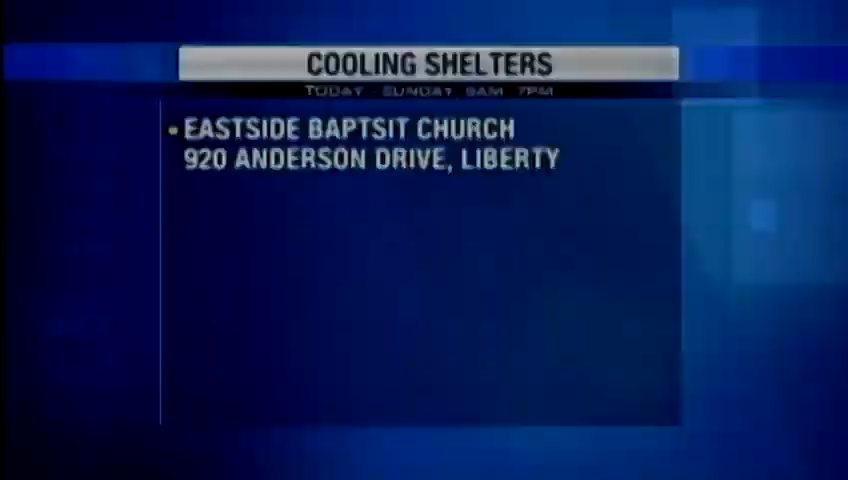 COOLING SHELTERS
TODAY - SUNDAY 9AM - 7PM
• EASTSIDE BAPTSIT CHURCH
920 ANDERSON DRIVE, LIBERTY